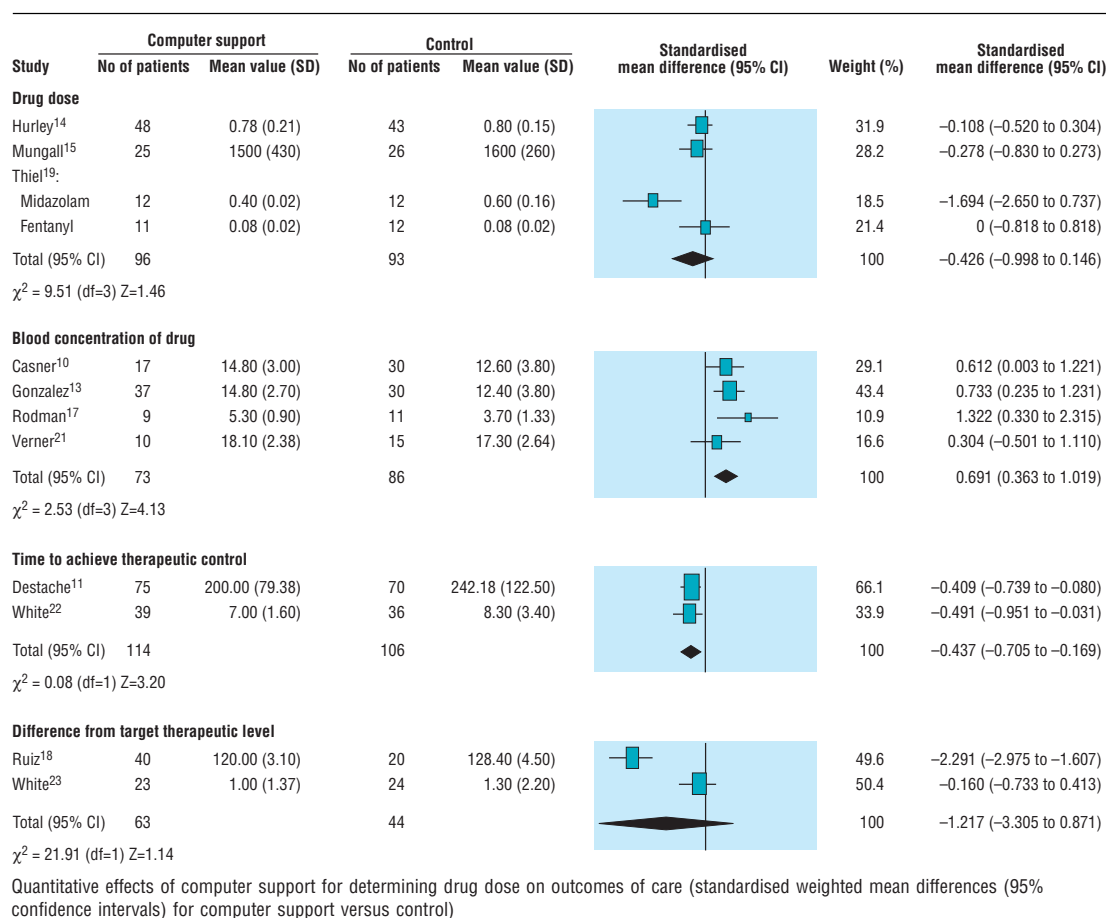 Computer support Control
Study No of patients Mean value (SD) No of patients Mean value (SD) Standardised mean difference (95% CI) Weight (%) Standardised mean difference (95% CI)
Drug dose
Hurley14 48 0.78 (0.21) 43 0.80 (0.15) 31.9 –0.108 (–0.520 to 0.304)
Mungall15 25 1500 (430) 26 1600 (260) 28.2 –0.278 (–0.830 to 0.273)
Thiel19:
Midazolam 12 0.40 (0.02) 12 0.60 (0.16) 18.5 –1.694 (–2.650 to 0.737)
Fentanyl 11 0.08 (0.02) 12 0.08 (0.02) 21.4 0 (–0.818 to 0.818)
Total (95% CI) 96 93 100 –0.426 (–0.998 to 0.146)
χ2 = 9.51 (df=3) Z=1.46
Blood concentration of drug
Casner10 17 14.80 (3.00) 30 12.60 (3.80) 29.1 0.612 (0.003 to 1.221)
Gonzalez13 37 14.80 (2.70) 30 12.40 (3.80) 43.4 0.733 (0.235 to 1.231)
Rodman17 9 5.30 (0.90) 11 3.70 (1.33) 10.9 1.322 (0.330 to 2.315)
Verner21 10 18.10 (2.38) 15 17.30 (2.64) 16.6 0.304 (–0.501 to 1.110)
Total (95% CI) 73 86 100 0.691 (0.363 to 1.019)
χ2 = 2.53 (df=3) Z=4.13
Time to achieve therapeutic control
Destache11 75 200.00 (79.38) 70 242.18 (122.50) 66.1 –0.409 (–0.739 to –0.080)
White22 39 7.00 (1.60) 36 8.30 (3.40) 33.9 –0.491 (–0.951 to –0.031)
Total (95% CI) 114 106 100 –0.437 (–0.705 to –0.169)
χ2 = 0.08 (df=1) Z=3.20
Difference from target therapeutic level
Ruiz18 40 120.00 (3.10) 20 128.40 (4.50) 49.6 –2.291 (–2.975 to –1.607)
White23 23 1.00 (1.37) 24 1.30 (2.20) 50.4 –0.160 (–0.733 to 0.413)
Total (95% CI) 63 44 100 –1.217 (–3.305 to 0.871)
χ2 = 21.91 (df=1) Z=1.14
Quantitative effects of computer support for determining drug dose on outcomes of care (standardised weighted mean differences (95%
confidence intervals) for computer support versus control)